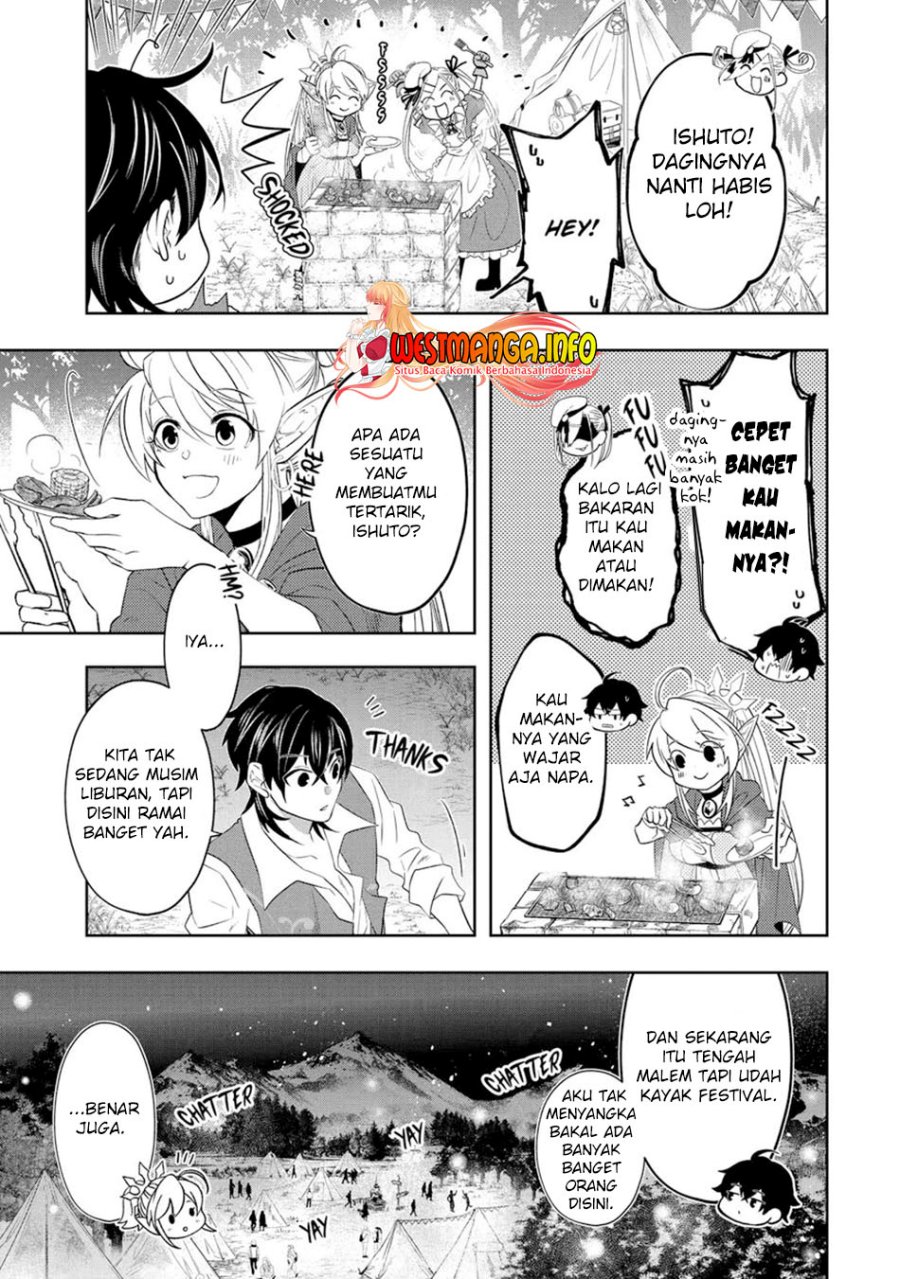 ISHUTO!
DAGINGNYA
NANTI HABIS
LOH!
FSSSSS
HEY!
SHOCKED
WESTMANGA.INFO
Situs Baca Komik Berbahasa Indonesia
CEPET
BANGET
KAU
MAKAN-
NYA?!
daging-
nya
masih
banyak
kok!
FU
FU
FU
KALO LAGI
BAKARAN
ITU KAU
MAKAN
ATAU
DIMAKAN!
KAU
MAKAN-
NYA YANG
WAJAR
AJA NAPA.
FZZZZZ
APA ADA
SESUATU
YANG
MEMBUATMU
TERTARIK,
ISHUTO?
HERE
HM?
IYA...
KITA TAK
SEDANG MUSIM
LIBURAN, TAPI
DISINI RAMAI
BANGET YAH.
THANKS
DAN SEKARANG
ITU TENGAH
MALEM TAPI UDAH
KAYAK FESTIVAL.
AKU TAK
MENYANGKA
BAKAL ADA
BANYAK
BANGET
ORANG
DISINI.
CHATTER
CHATTER
YAY
YAY
...BENAR
JUGA.